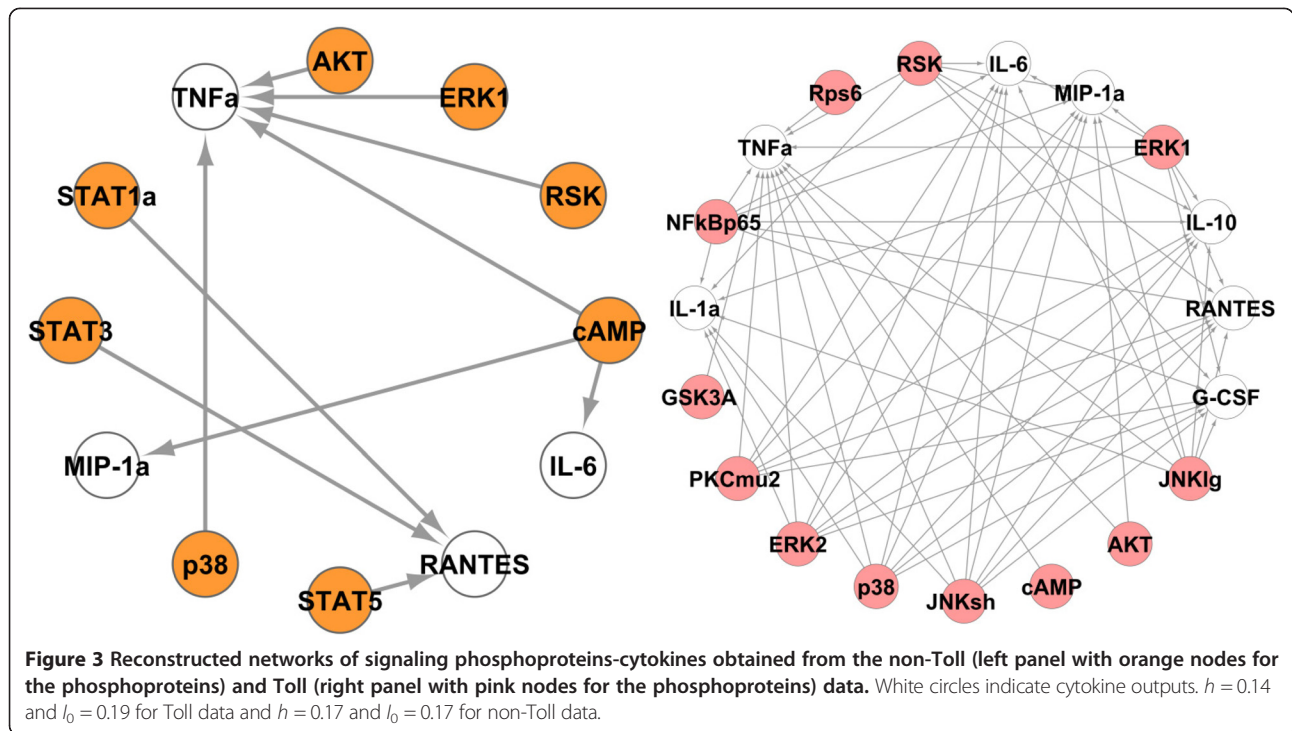 AKT
TNFa
ERK1
STAT1a
RSK
STAT3
cAMP
MIP-1a
IL-6
p38
RANTES
STAT5
RSK
IL-6
Rps6
MIP-1a
TNFa
ERK1
NFkBp65
IL-10
IL-1a
RANTES
GSK3A
G-CSF
PKCmu2
JNKlg
ERK2
AKT
p38
JNKsh
cAMP
Figure 3 Reconstructed networks of signaling phosphoproteins-cytokines obtained from the non-Toll (left panel with orange nodes for
the phosphoproteins) and Toll (right panel with pink nodes for the phosphoproteins) data. White circles indicate cytokine outputs. h = 0.14
and l₀ = 0.19 for Toll data and h = 0.17 and l₀ = 0.17 for non-Toll data.